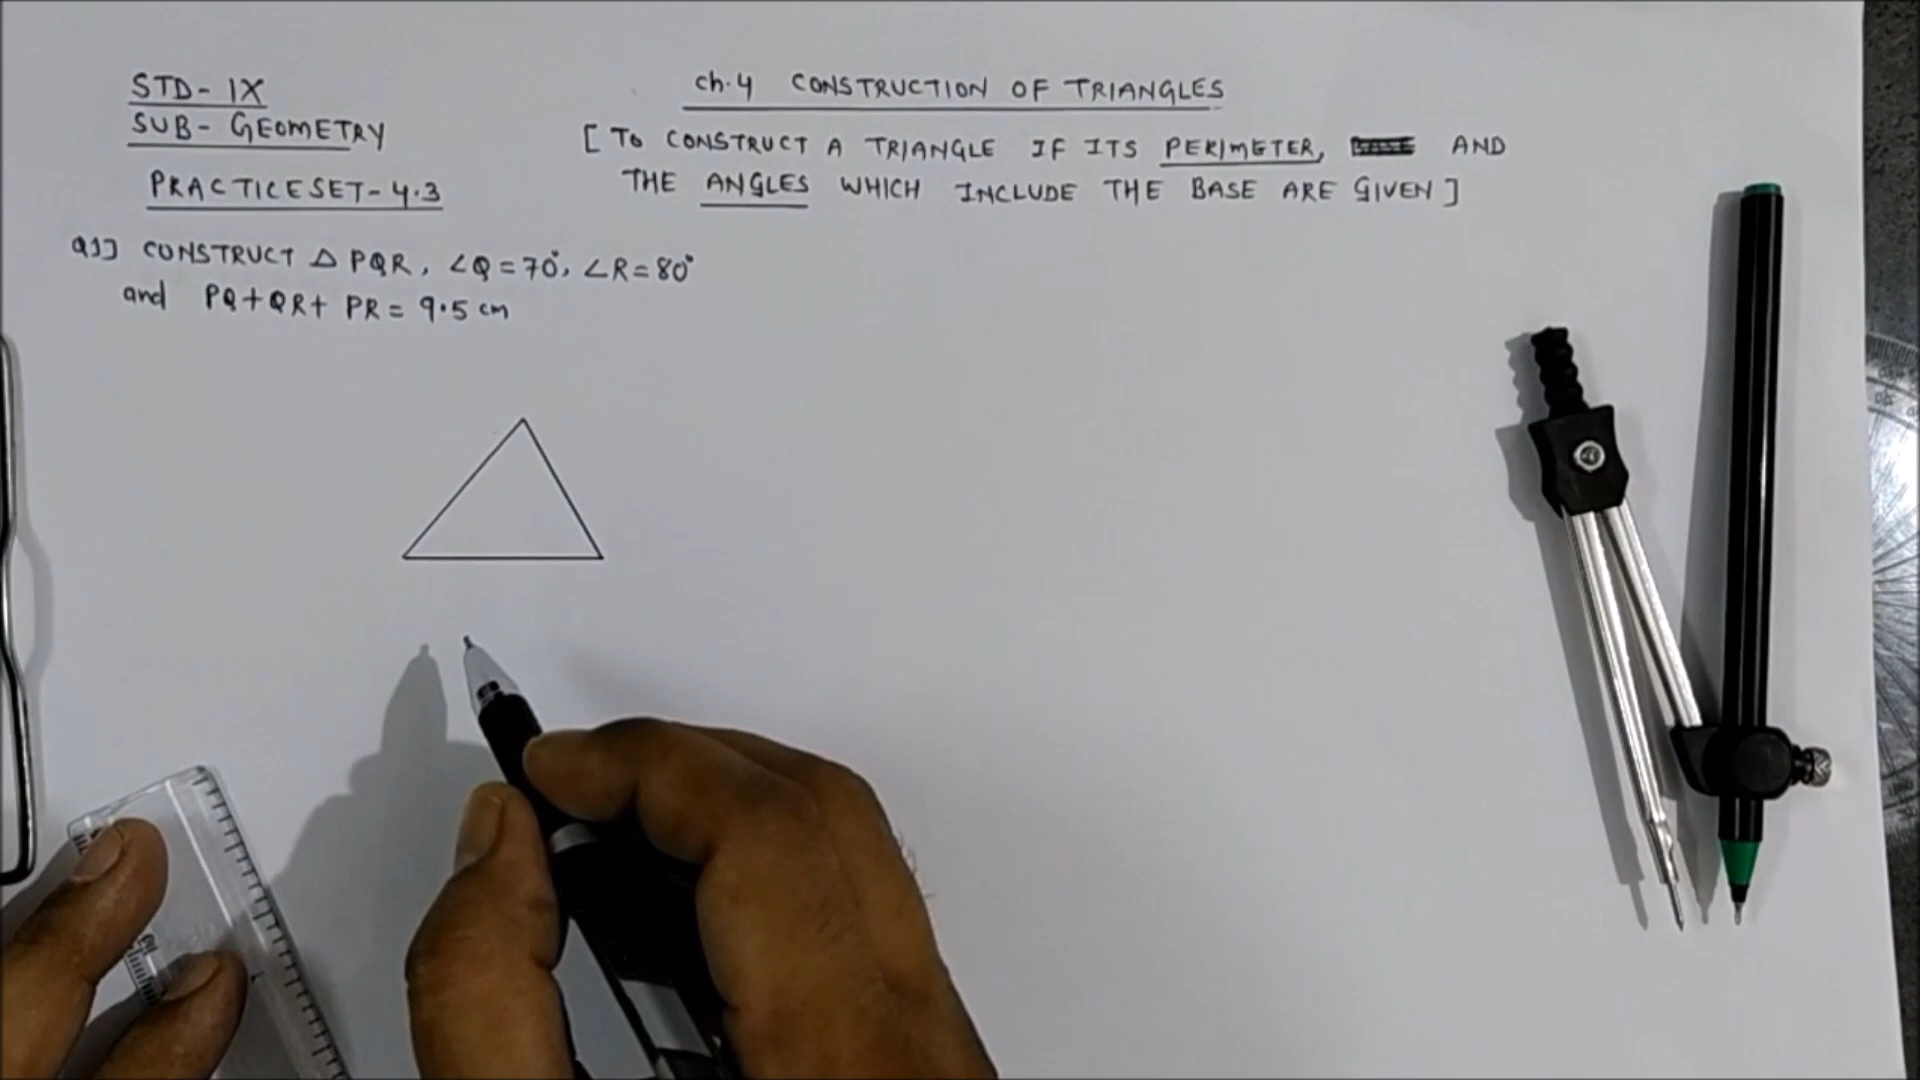 STD- IX
SUB- GEOMETRY
PRACTICE SET- 4.3
Ch.4 CONSTRUCTION OF TRIANGLES
[ To CONSTRUCT A TRIANGLE IF ITS PERIMETER, AND
THE ANGLES WHICH INCLUDE THE BASE ARE GIVEN ]
Q1] CONSTRUCT △ PQR, ∠Q = 70°, ∠R = 80°
and PQ + QR + PR = 9.5 cm